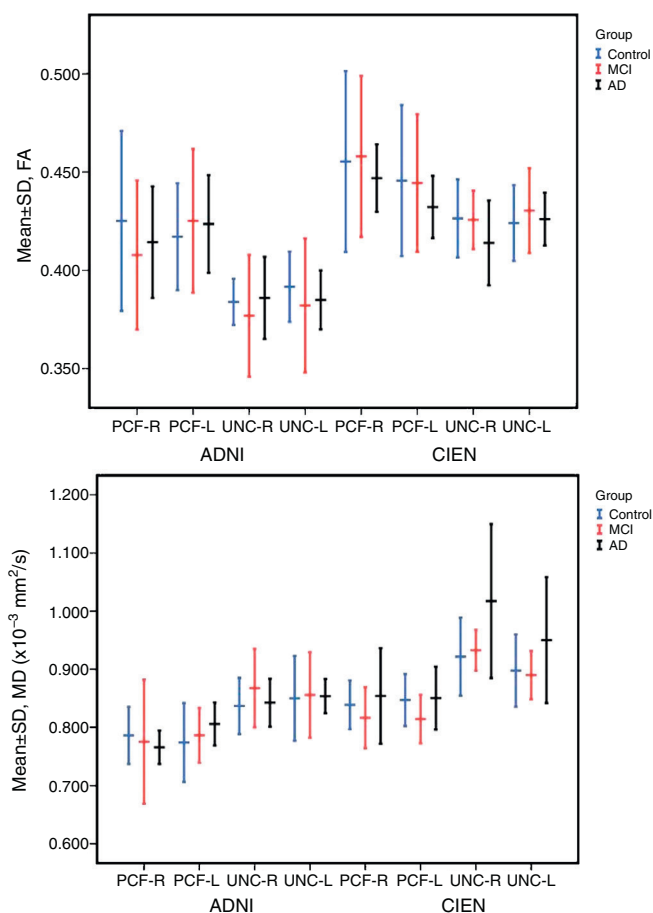 Group
Control
MCI
AD
Mean±SD, FA
0.500
0.450
0.400
0.350
PCF-R PCF-L UNC-R UNC-L PCF-R PCF-L UNC-R UNC-L
ADNI CIEN
Group
Control
MCI
AD
Mean±SD, MD (x10⁻³ mm²/s)
1.200
1.100
1.000
0.900
0.800
0.700
0.600
PCF-R PCF-L UNC-R UNC-L PCF-R PCF-L UNC-R UNC-L
ADNI CIEN